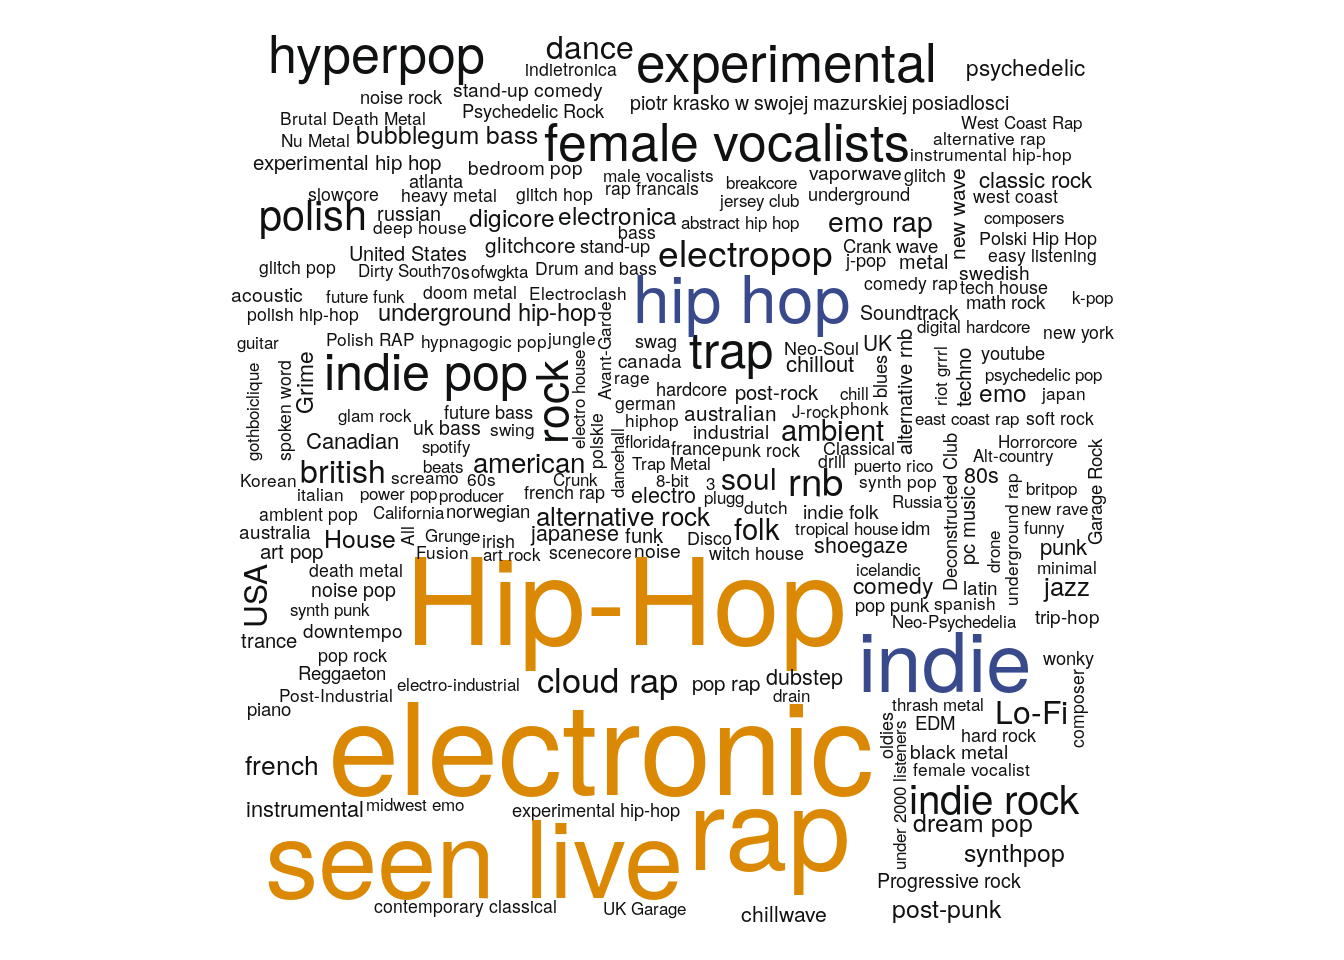 hyperpop
dance
indietronica
experimental
psychedelic
noise rock
stand-up comedy
piotr krasko w swojej mazurskiej posiadlosci
Brutal Death Metal
Psychedelic Rock
West Coast Rap
Nu Metal
bubblegum bass
female vocalists
alternative rap
instrumental hip-hop
experimental hip hop
bedroom pop
male vocalists
vaporwave
glitch
atlanta
rap francais
breakcore
classic rock
slowcore
heavy metal
glitch hop
jersey club
underground
new wave
west coast
polish
russian
digicore
electronica
abstract hip hop
emo rap
composers
deep house
bass
United States
glitchcore
stand-up
electropop
Crank wave
Polski Hip Hop
easy listening
glitch pop
Dirty South
70s
ofwgkta
Drum and bass
j-pop
metal
swedish
acoustic
future funk
doom metal
Electroclash
hip hop
comedy rap
tech house
math rock
k-pop
polish hip-hop
underground hip-hop
Avant-Garde
Soundtrack
digital hardcore
new york
guitar
Polish RAP
hypnagogic pop
jungle
swag
trap
Neo-Soul
UK
alternative rnb
gothboiclique
spoken word
Grime
indie pop
rock
electro house
canada
chillout
blues
riot grrrl
techno
youtube
rage
psychedelic pop
hardcore
post-rock
chill
emo
japan
glam rock
future bass
german
australian
J-rock
phonk
east coast rap
soft rock
uk bass
swing
polskie
hiphop
industrial
ambient
Canadian
spotify
dancehall
florida
france
punk rock
Classical
Deconstructed Club
Horrorcore
Alt-country
Garage Rock
british
beats
american
Trap Metal
drill
puerto rico
Korean
screamo
60s
Crunk
8-bit
3
soul
rnb
synth pop
80s
italian
power pop
producer
french rap
electro
plugg
Russia
pc music
underground rap
britpop
ambient pop
California
norwegian
alternative rock
dutch
indie folk
new rave
australia
House
All
Grunge
irish
japanese
funk
Disco
folk
tropical house
idm
drone
funny
art pop
Fusion
art rock
scenecore
noise
witch house
shoegaze
punk
USA
death metal
Hip-Hop
icelandic
minimal
noise pop
comedy
latin
jazz
synth punk
pop punk
spanish
trance
downtempo
Neo-Psychedelia
trip-hop
pop rock
indie
wonky
Reggaeton
electro-industrial
cloud rap
pop rap
dubstep
Post-Industrial
drain
composer
piano
electronic
thrash metal
Lo-Fi
oldies
EDM
hard rock
black metal
french
female vocalist
under 2000 listeners
instrumental
midwest emo
experimental hip-hop
rap
indie rock
dream pop
seen live
synthpop
Progressive rock
contemporary classical
UK Garage
chillwave
post-punk